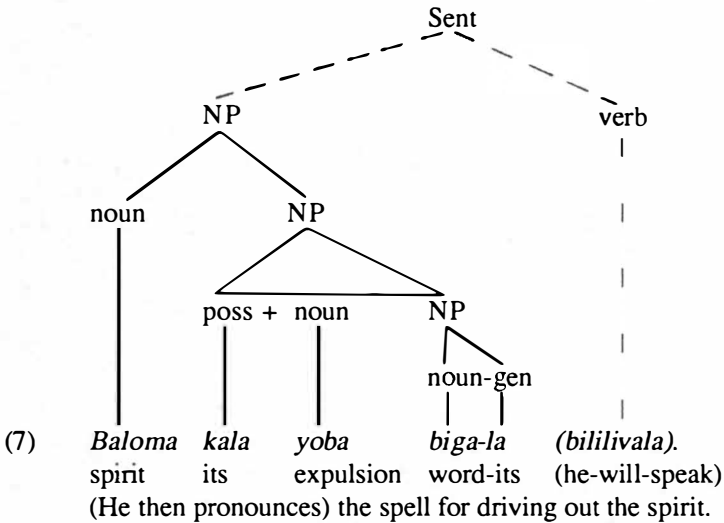 Sent
NP verb
noun NP
poss + noun NP
noun-gen
(7) Baloma kala yoba biga-la (bililivala).
spirit its expulsion word-its (he-will-speak)
(He then pronounces) the spell for driving out the spirit.